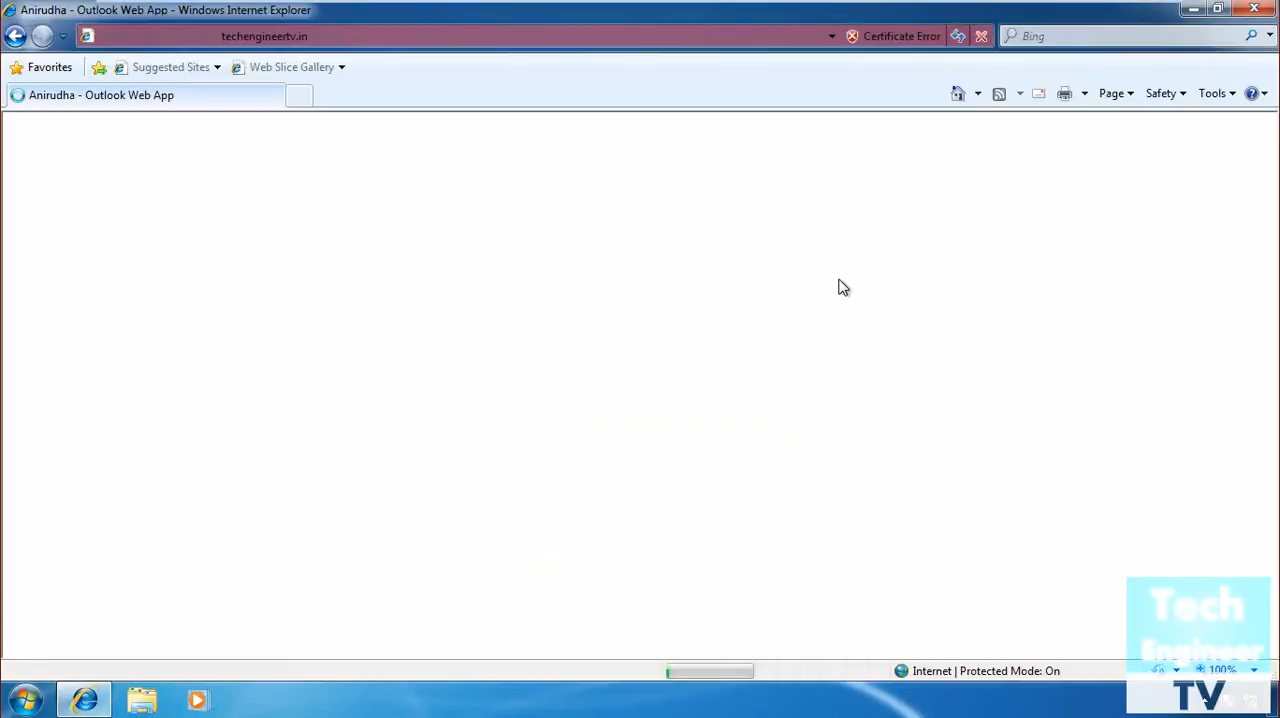 Anirudha - Outlook Web App - Windows Internet Explorer
techengineertv.in
Certificate Error
Bing
Favorites
Suggested Sites
Web Slice Gallery
Anirudha - Outlook Web App
Page
Safety
Tools
Internet | Protected Mode: On
100%
Tech
Engineer
TV